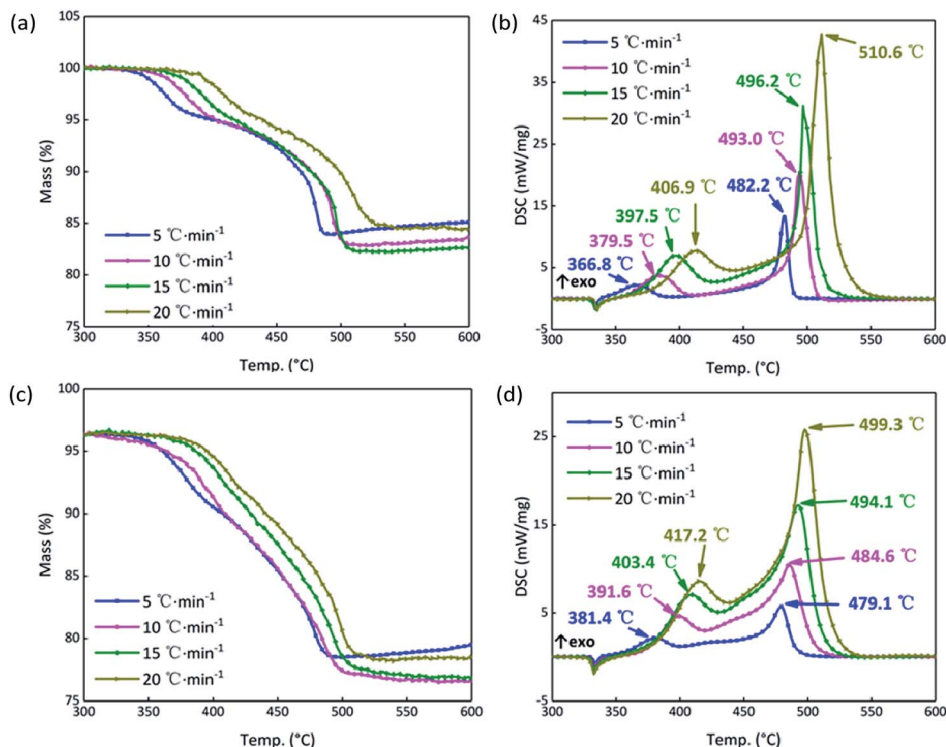 (a)
105
100
95
90
85
80
75
Mass (%)
5 ℃·min⁻¹
10 ℃·min⁻¹
15 ℃·min⁻¹
20 ℃·min⁻¹
300 350 400 450 500 550 600
Temp. (°C)
(b)
45
35
25
15
5
-5
DSC (mW/mg)
5 ℃·min⁻¹
10 ℃·min⁻¹
15 ℃·min⁻¹
20 ℃·min⁻¹
510.6 ℃
496.2 ℃
493.0 ℃
482.2 ℃
406.9 ℃
397.5 ℃
379.5 ℃
366.8 ℃
↑exo
300 350 400 450 500 550 600
Temp. (°C)
(c)
100
95
90
85
80
75
Mass (%)
5 ℃·min⁻¹
10 ℃·min⁻¹
15 ℃·min⁻¹
20 ℃·min⁻¹
300 350 400 450 500 550 600
Temp. (°C)
(d)
25
15
5
-5
DSC (mW/mg)
5 ℃·min⁻¹
10 ℃·min⁻¹
15 ℃·min⁻¹
20 ℃·min⁻¹
499.3 ℃
494.1 ℃
484.6 ℃
479.1 ℃
417.2 ℃
403.4 ℃
391.6 ℃
381.4 ℃
↑exo
300 350 400 450 500 550 600
Temp. (°C)